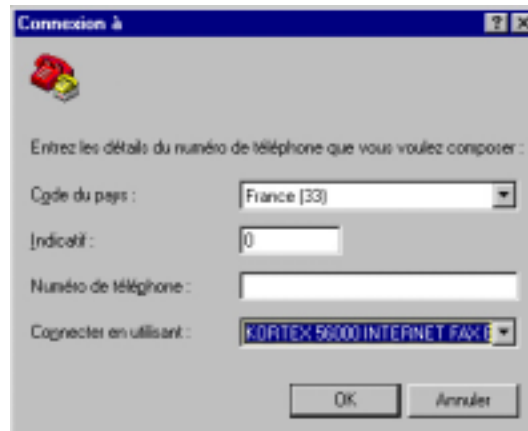 Connexion à
Entrez les détails du numéro de téléphone que vous voulez composer :
Code du pays :
France (33)
Indicatif :
0
Numéro de téléphone :
Connecter en utilisant :
KORTEX 56000 INTERNET FAX
OK
Annuler